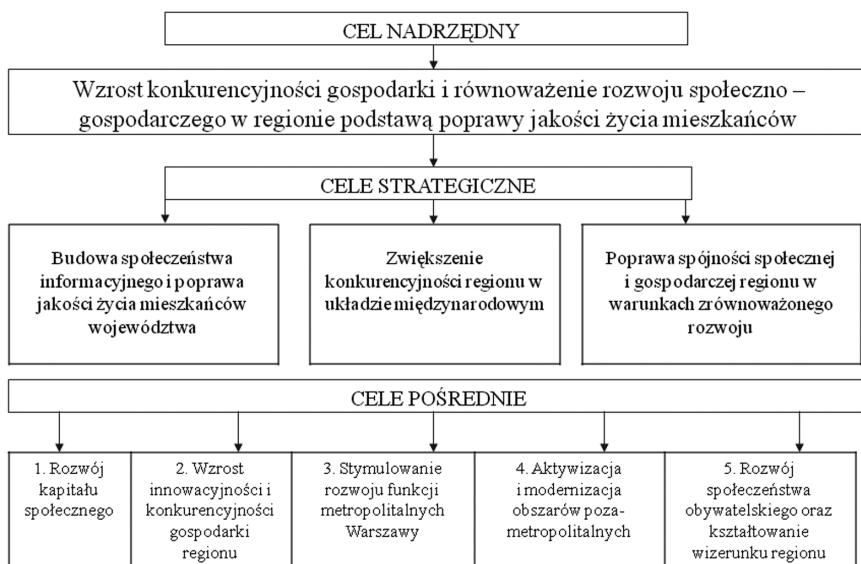 CEL NADRZĘDNY
Wzrost konkurencyjności gospodarki i równoważenie rozwoju społeczno –
gospodarczego w regionie podstawą poprawy jakości życia mieszkańców
CELE STRATEGICZNE
Budowa społeczeństwa
informacyjnego i poprawa
jakości życia mieszkańców
województwa
Zwiększenie
konkurencyjności regionu w
układzie międzynarodowym
Poprawa spójności społecznej
i gospodarczej regionu w
warunkach zrównoważonego
rozwoju
CELE POŚREDNIE
1. Rozwój
kapitału
społecznego
2. Wzrost
innowacyjności i
konkurencyjności
gospodarki
regionu
3. Stymulowanie
rozwoju funkcji
metropolitalnych
Warszawy
4. Aktywizacja
i modernizacja
obszarów poza-
metropolitalnych
5. Rozwój
społeczeństwa
obywatelskiego oraz
kształtowanie
wizerunku regionu